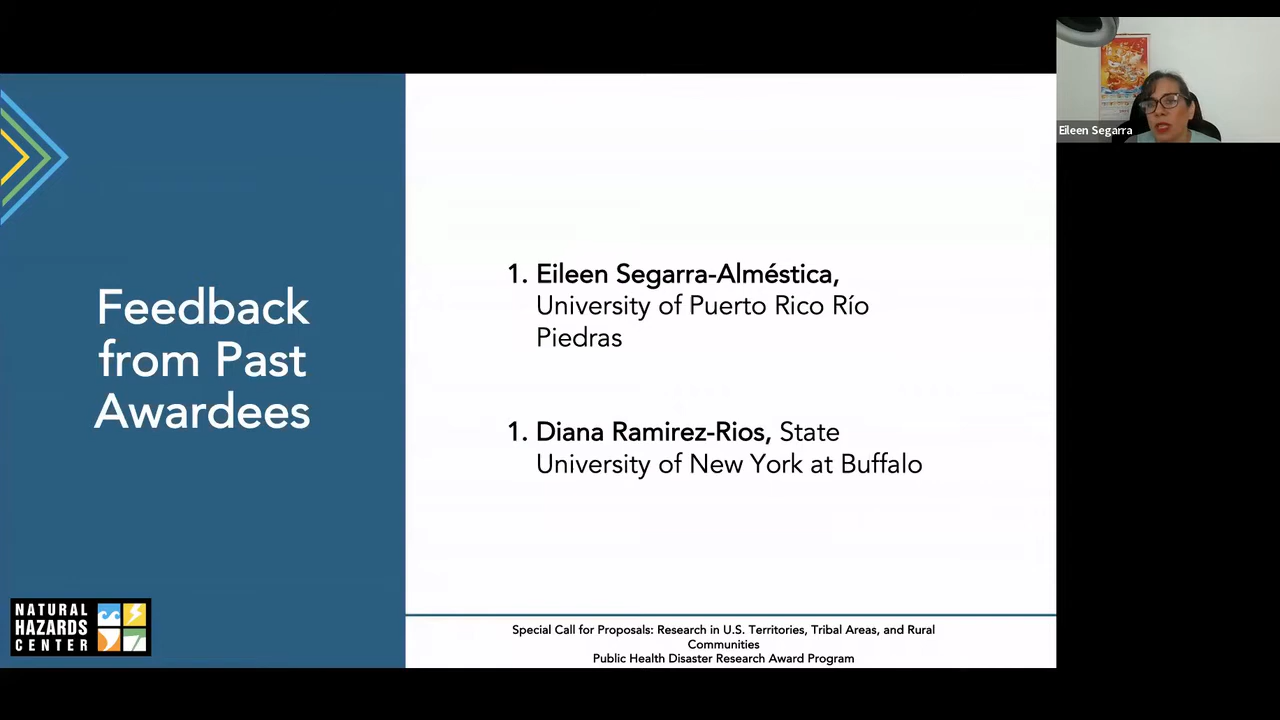 Feedback
from Past
Awardees
1. Eileen Segarra-Alméstica,
University of Puerto Rico Río
Piedras
1. Diana Ramirez-Rios, State
University of New York at Buffalo
NATURAL
HAZARDS
CENTER
Special Call for Proposals: Research in U.S. Territories, Tribal Areas, and Rural
Communities
Public Health Disaster Research Award Program
Eileen Segarra